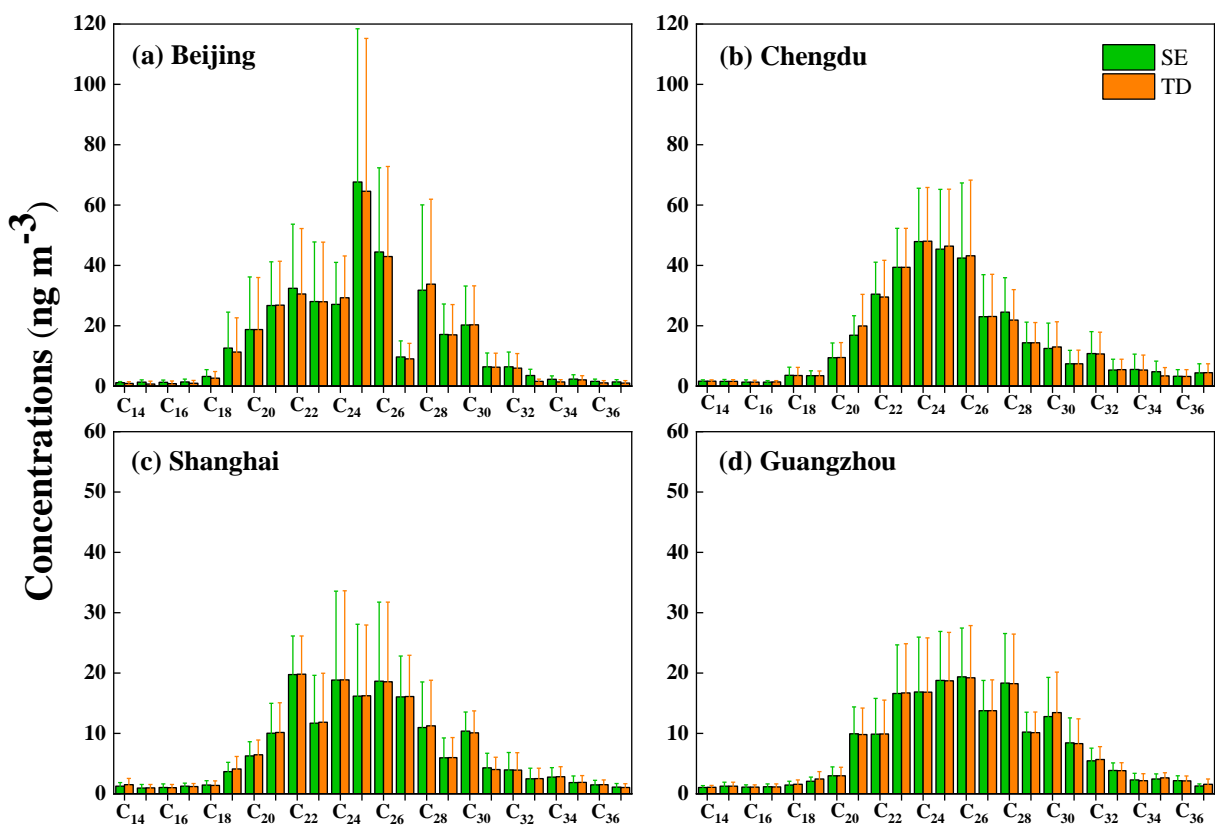 Concentrations (ng m⁻³)
120
100
80
60
40
20
0
(a) Beijing
C₁₄ C₁₆ C₁₈ C₂₀ C₂₂ C₂₄ C₂₆ C₂₈ C₃₀ C₃₂ C₃₄ C₃₆
120
100
80
60
40
20
0
(b) Chengdu
SE
TD
C₁₄ C₁₆ C₁₈ C₂₀ C₂₂ C₂₄ C₂₆ C₂₈ C₃₀ C₃₂ C₃₄ C₃₆
60
50
40
30
20
10
0
(c) Shanghai
C₁₄ C₁₆ C₁₈ C₂₀ C₂₂ C₂₄ C₂₆ C₂₈ C₃₀ C₃₂ C₃₄ C₃₆
60
50
40
30
20
10
0
(d) Guangzhou
C₁₄ C₁₆ C₁₈ C₂₀ C₂₂ C₂₄ C₂₆ C₂₈ C₃₀ C₃₂ C₃₄ C₃₆